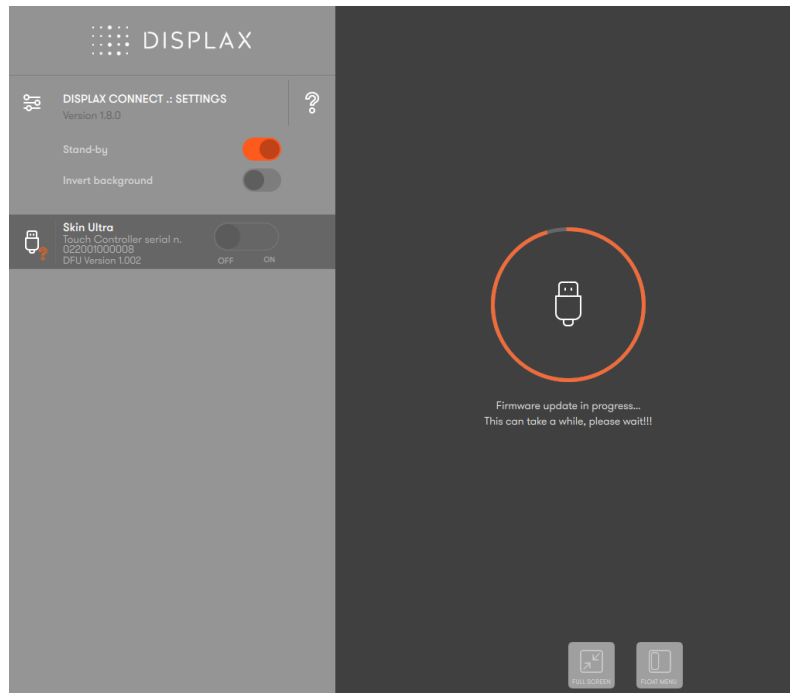 DISPLAX
DISPLAX CONNECT .: SETTINGS
Version 1.8.0
?
Stand-by
Invert background
Skin Ultra
Touch Controller serial n.
022001000008
DFU Version 1.002
?
OFF ON
Firmware update in progress...
This can take a while, please wait!!!
FULL SCREEN
FLOAT MENU